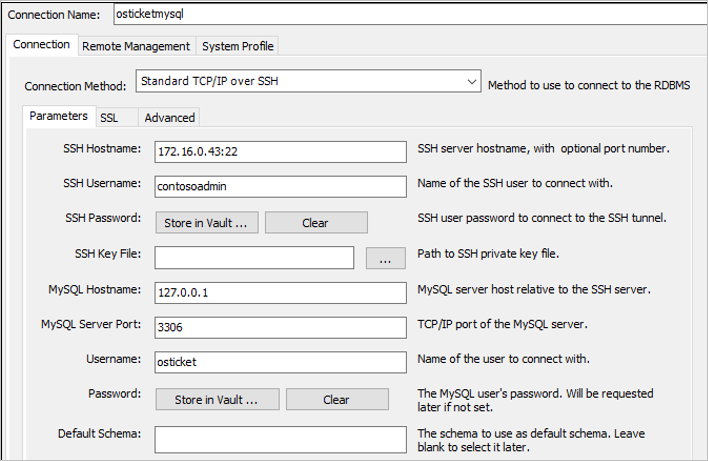 Connection Name: osticketmysql
Connection Remote Management System Profile
Connection Method: Standard TCP/IP over SSH Method to use to connect to the RDBMS
Parameters SSL Advanced
SSH Hostname: 172.16.0.43:22 SSH server hostname, with optional port number.
SSH Username: contosoadmin Name of the SSH user to connect with.
SSH Password: Store in Vault ... Clear SSH user password to connect to the SSH tunnel.
SSH Key File: ... Path to SSH private key file.
MySQL Hostname: 127.0.0.1 MySQL server host relative to the SSH server.
MySQL Server Port: 3306 TCP/IP port of the MySQL server.
Username: osticket Name of the user to connect with.
Password: Store in Vault ... Clear The MySQL user's password. Will be requested
later if not set.
Default Schema: The schema to use as default schema. Leave
blank to select it later.